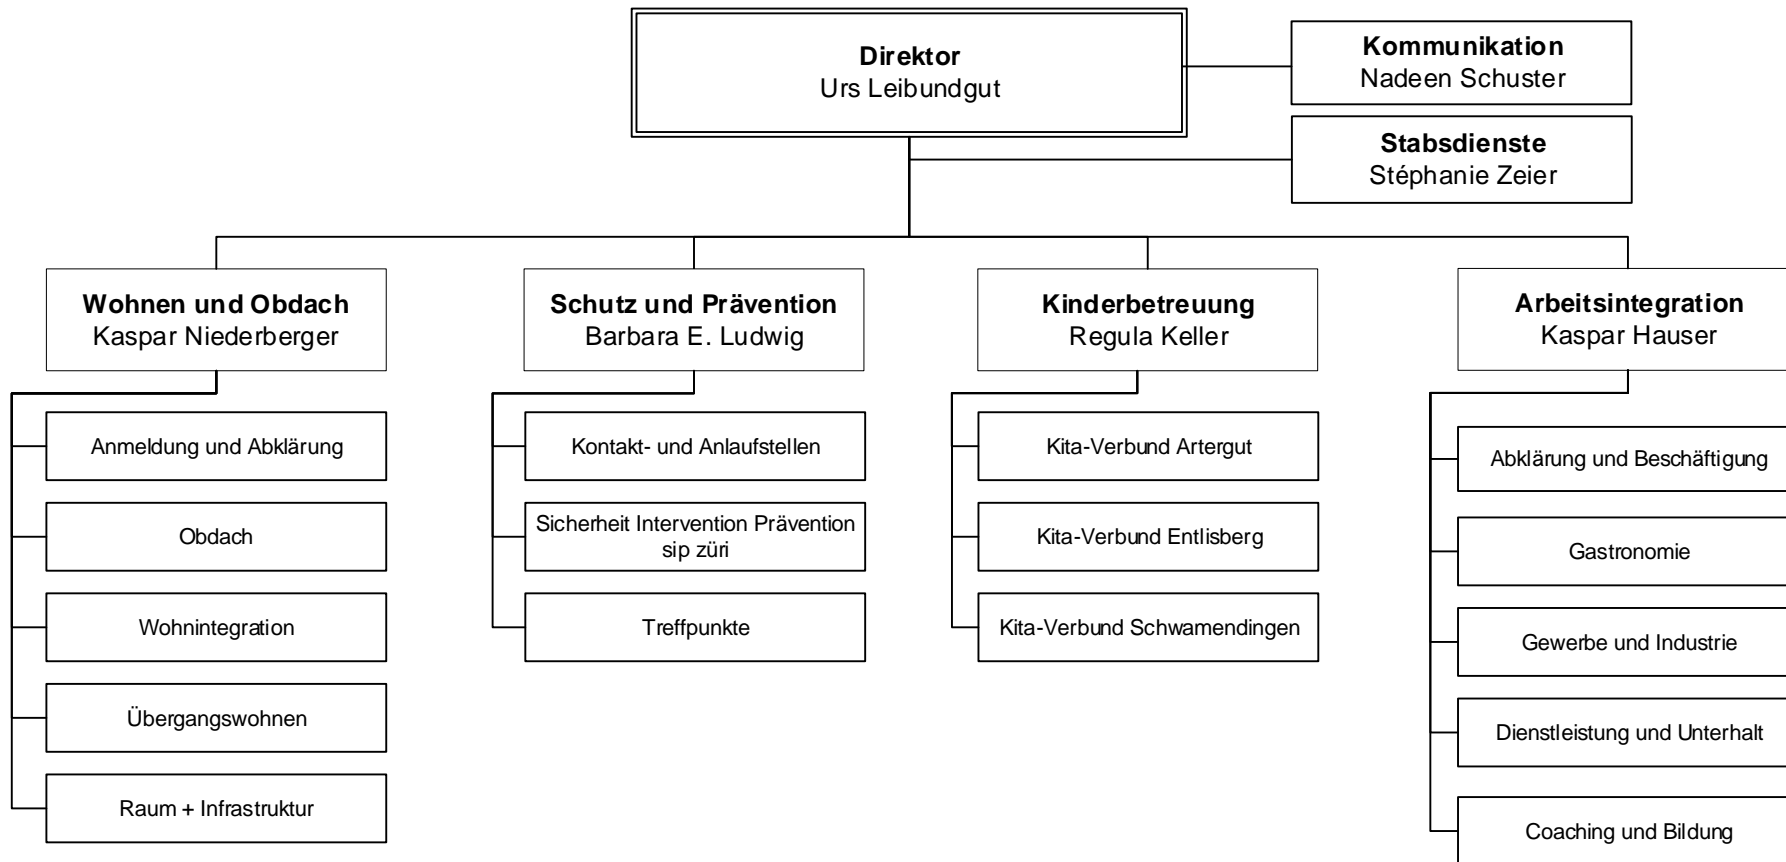 Direktor
Urs Leibundgut
Kommunikation
Nadeen Schuster
Stabsdienste
Stéphanie Zeier
Wohnen und Obdach
Kaspar Niederberger
Anmeldung und Abklärung
Obdach
Wohnintegration
Übergangswohnen
Raum + Infrastruktur
Schutz und Prävention
Barbara E. Ludwig
Kontakt- und Anlaufstellen
Sicherheit Intervention Prävention
sip züri
Treffpunkte
Kinderbetreuung
Regula Keller
Kita-Verbund Artergut
Kita-Verbund Entlisberg
Kita-Verbund Schwamendingen
Arbeitsintegration
Kaspar Hauser
Abklärung und Beschäftigung
Gastronomie
Gewerbe und Industrie
Dienstleistung und Unterhalt
Coaching und Bildung